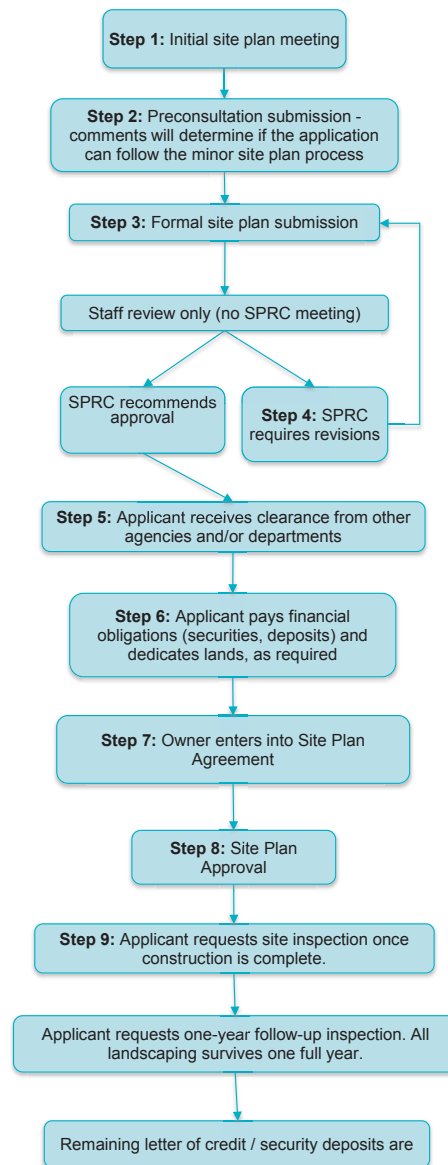 Step 1: Initial site plan meeting
Step 2: Preconsultation submission -
comments will determine if the application
can follow the minor site plan process
Step 3: Formal site plan submission
Staff review only (no SPRC meeting)
SPRC recommends
approval
Step 4: SPRC
requires revisions
Step 5: Applicant receives clearance from other
agencies and/or departments
Step 6: Applicant pays financial
obligations (securities, deposits) and
dedicates lands, as required
Step 7: Owner enters into Site Plan
Agreement
Step 8: Site Plan
Approval
Step 9: Applicant requests site inspection once
construction is complete.
Applicant requests one-year follow-up inspection. All
landscaping survives one full year.
Remaining letter of credit / security deposits are